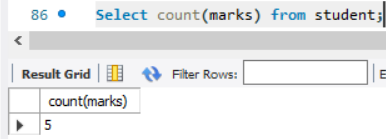 86 Select count(marks) from student;
Result Grid Filter Rows: E
count(marks)
5